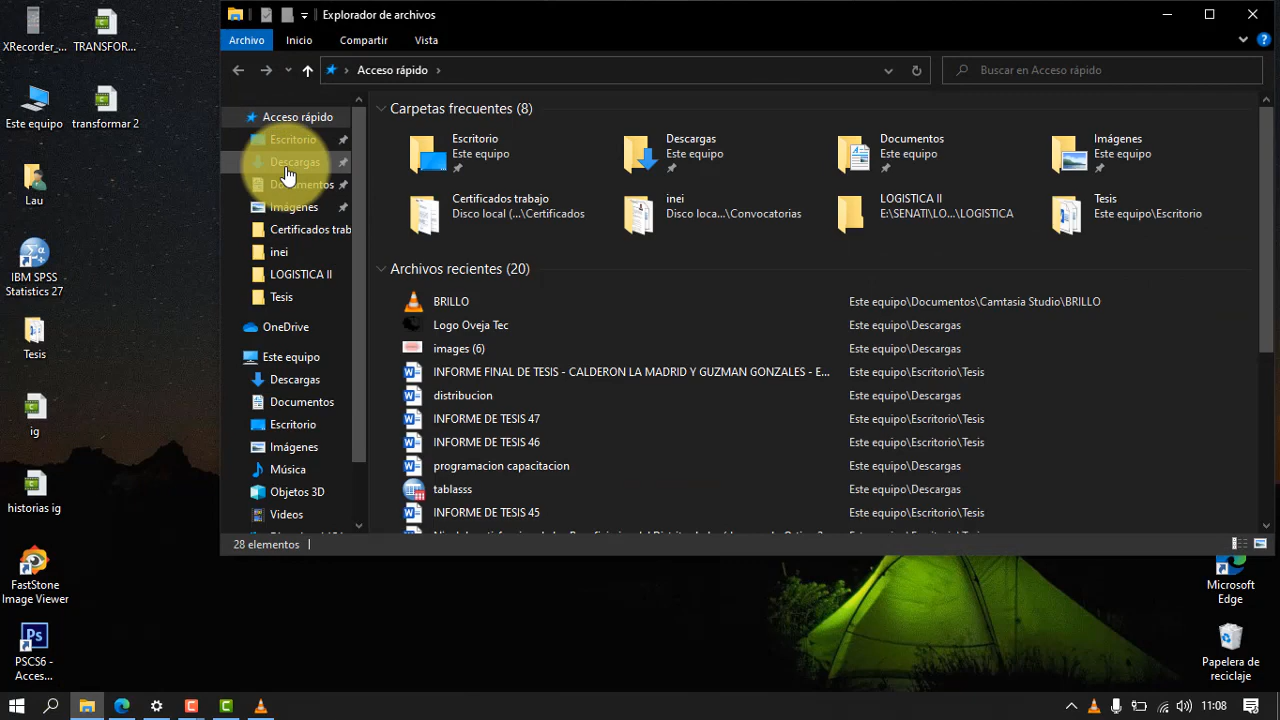 XRecorder_...
TRANSFOR...
Este equipo
transformar 2
Lau
IBM SPSS
Statistics 27
Tesis
ig
historias ig
FastStone
Image Viewer
Ps
PSCS6 -
Acces...
Explorador de archivos
Archivo
Inicio
Compartir
Vista
Acceso rápido
Buscar en Acceso rápido
Acceso rápido
Escritorio
Descargas
Documentos
Imágenes
Certificados trab
inei
LOGISTICA II
Tesis
OneDrive
Este equipo
Descargas
Documentos
Escritorio
Imágenes
Música
Objetos 3D
Videos
Carpetas frecuentes (8)
Escritorio
Este equipo
Descargas
Este equipo
Documentos
Este equipo
Imágenes
Este equipo
Certificados trabajo
Disco local (...\Certificados
inei
Disco loca...\Convocatorias
LOGISTICA II
E:\SENATI\LO...\LOGISTICA
Tesis
Este equipo\Escritorio
Archivos recientes (20)
BRILLO Este equipo\Documentos\Camtasia Studio\BRILLO
Logo Oveja Tec Este equipo\Descargas
images (6) Este equipo\Descargas
INFORME FINAL DE TESIS - CALDERON LA MADRID Y GUZMAN GONZALES - E... Este equipo\Escritorio\Tesis
distribucion Este equipo\Descargas
INFORME DE TESIS 47 Este equipo\Escritorio\Tesis
INFORME DE TESIS 46 Este equipo\Escritorio\Tesis
programacion capacitacion Este equipo\Descargas
tablasss Este equipo\Descargas
INFORME DE TESIS 45 Este equipo\Escritorio\Tesis
28 elementos
Microsoft
Edge
Papelera de
reciclaje
11:08